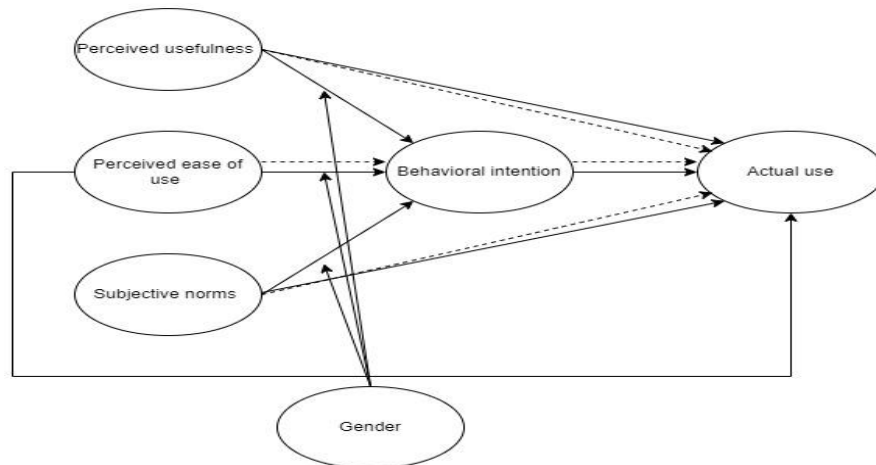 Perceived usefulness
Perceived ease of
use
Behavioral intention
Actual use
Subjective norms
Gender